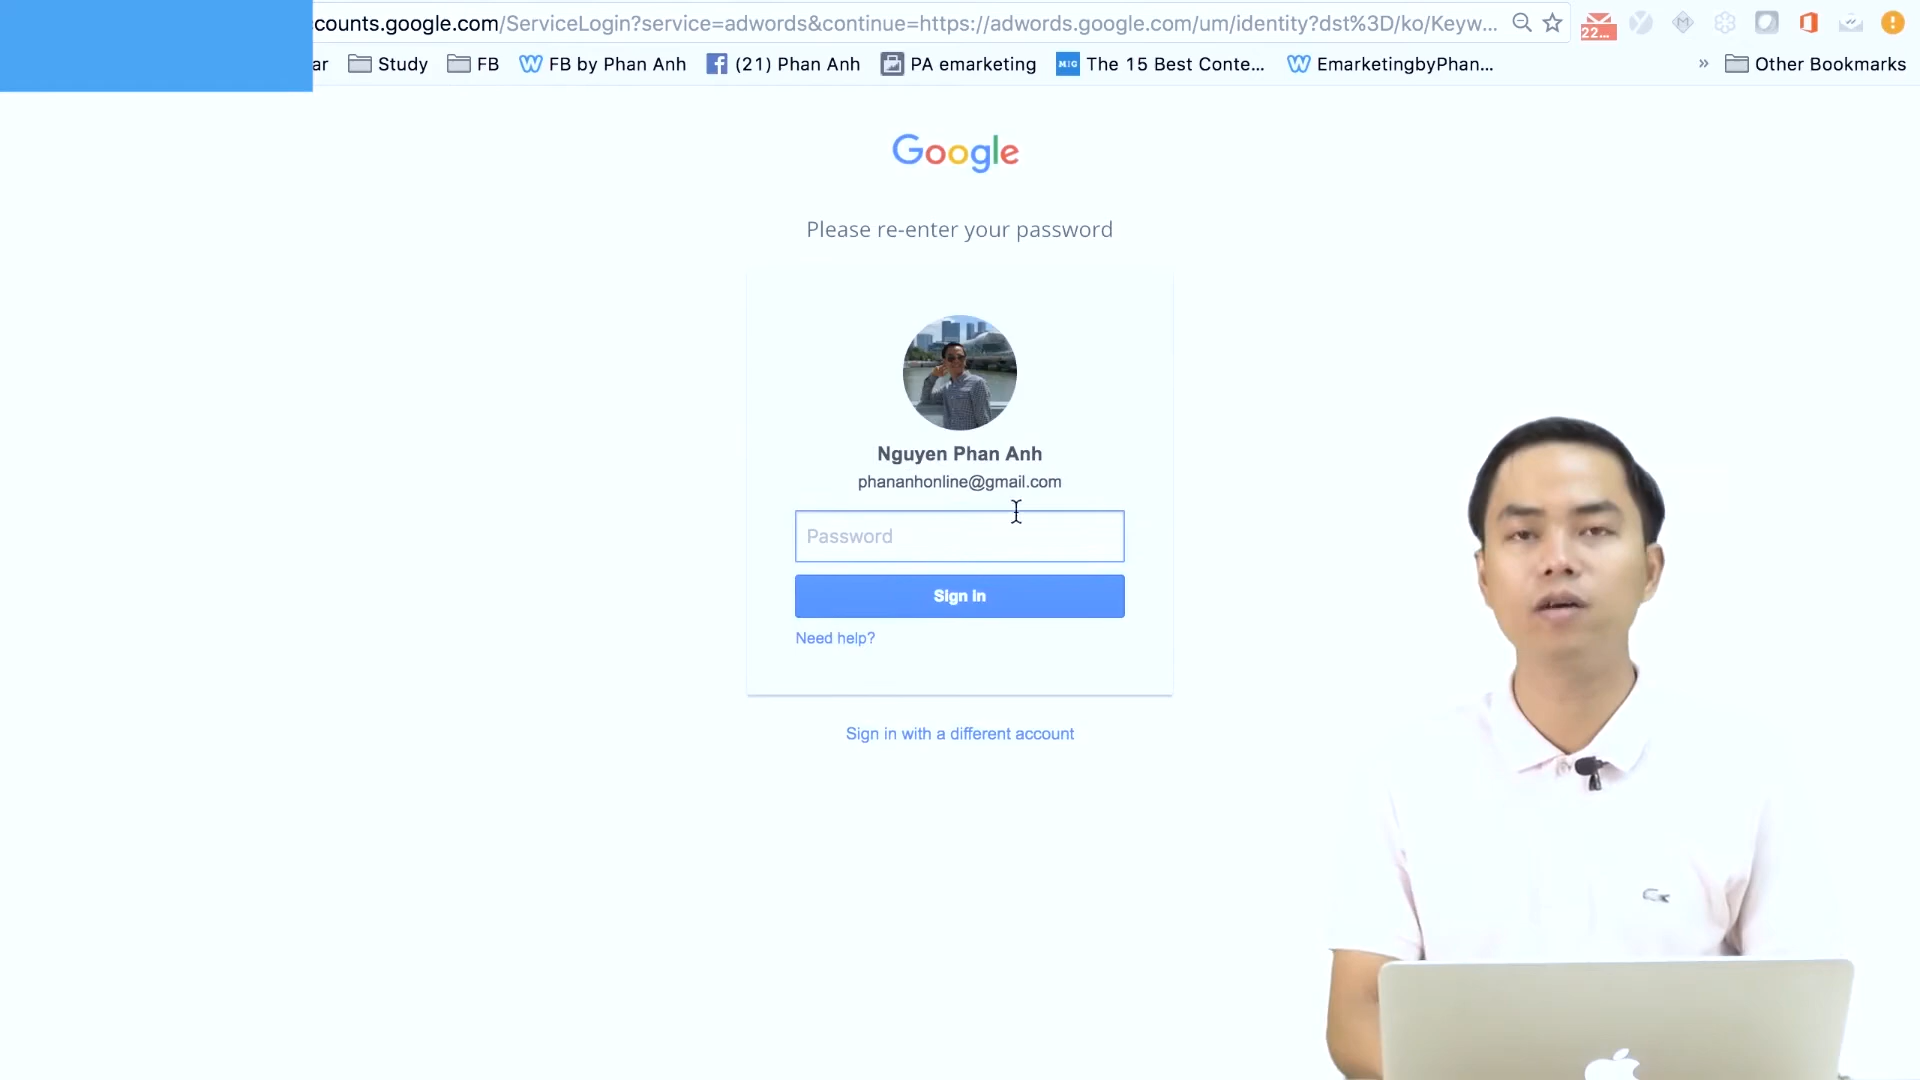 counts.google.com/ServiceLogin?service=adwords&continue=https://adwords.google.com/um/identity?dst%3D/ko/Keyw...
22...
ar Study FB FB by Phan Anh (21) Phan Anh PA emarketing The 15 Best Conte... EmarketingbyPhan... » Other Bookmarks
Google
Please re-enter your password
Nguyen Phan Anh
phananhonline@gmail.com
Password
Sign in
Need help?
Sign in with a different account